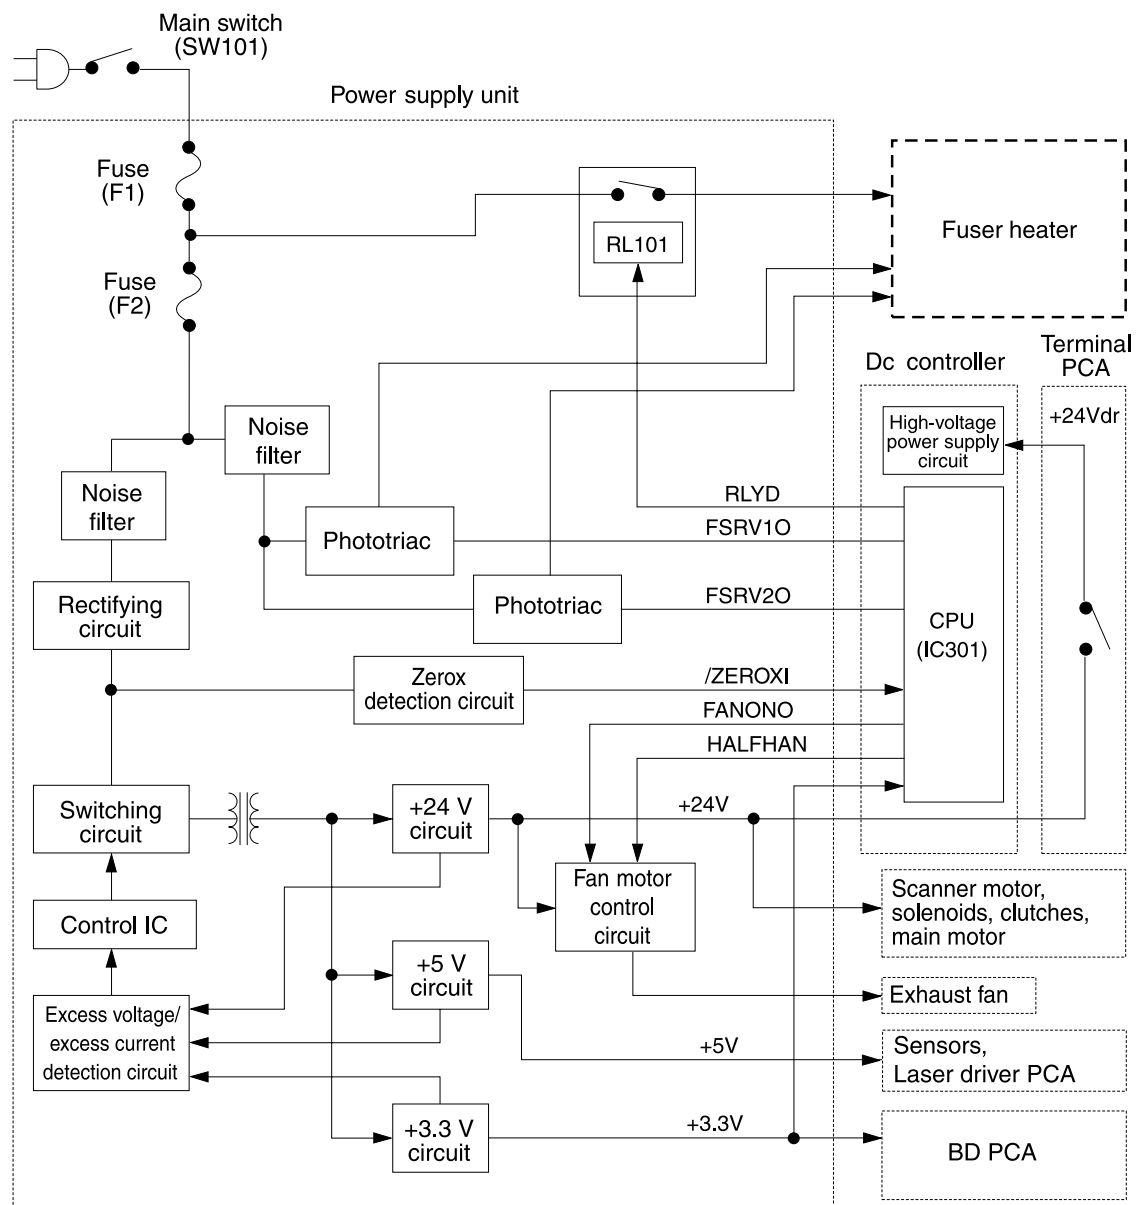 Main switch
(SW101)
Power supply unit
Fuse
(F1)
Fuse
(F2)
RL101
Fuser heater
Terminal
PCA
Dc controller
+24Vdr
High-voltage
power supply
circuit
Noise
filter
Noise
filter
RLYD
FSRV1O
Phototriac
FSRV2O
Phototriac
Rectifying
circuit
CPU
(IC301)
Zerox
detection circuit
/ZEROXI
FANONO
HALFHAN
Switching
circuit
+24 V
circuit
+24V
Fan motor
control
circuit
Scanner motor,
solenoids, clutches,
main motor
Control IC
+5 V
circuit
Exhaust fan
Excess voltage/
excess current
detection circuit
+5V
Sensors,
Laser driver PCA
+3.3 V
circuit
+3.3V
BD PCA